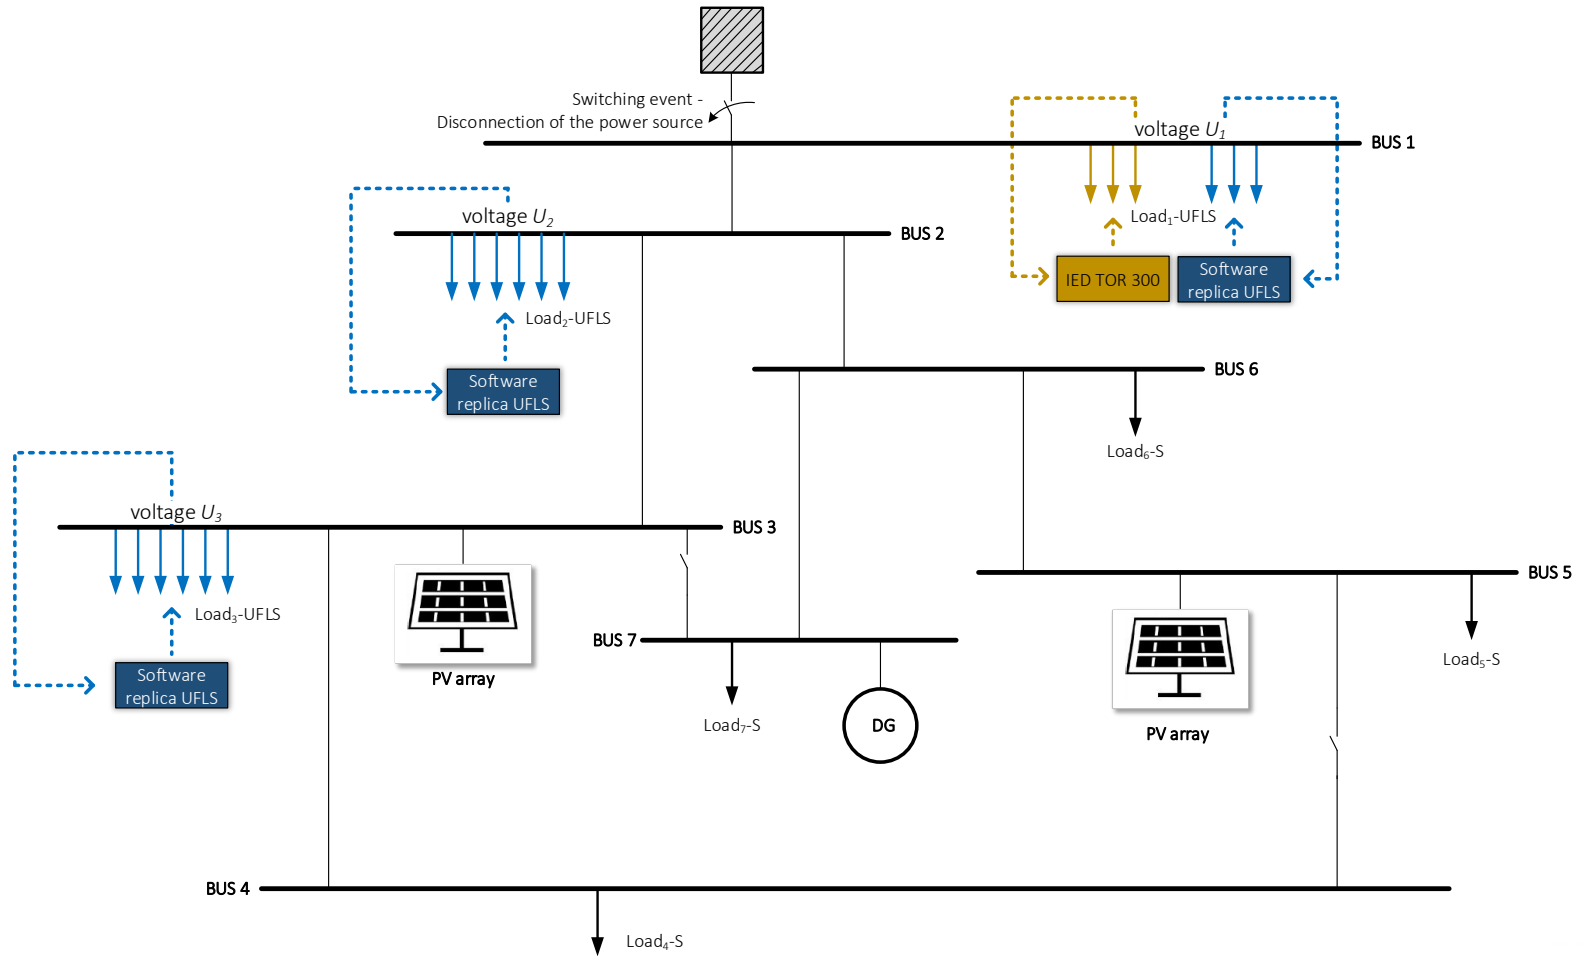 Switching event -
Disconnection of the power source
voltage U₁
BUS 1
Load₁-UFLS
IED TOR 300
Software
replica UFLS
voltage U₂
BUS 2
Load₂-UFLS
Software
replica UFLS
BUS 6
Load₆-S
voltage U₃
BUS 3
Load₃-UFLS
Software
replica UFLS
PV array
BUS 5
Load₅-S
PV array
BUS 7
Load₇-S
DG
BUS 4
Load₄-S